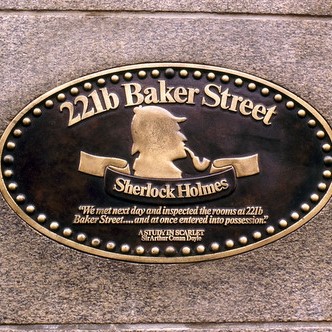 221b Baker Street
Sherlock Holmes
"We met next day and inspected the rooms at 221b
Baker Street.... and at once entered into possession."
A STUDY IN SCARLET
Sir Arthur Conan Doyle